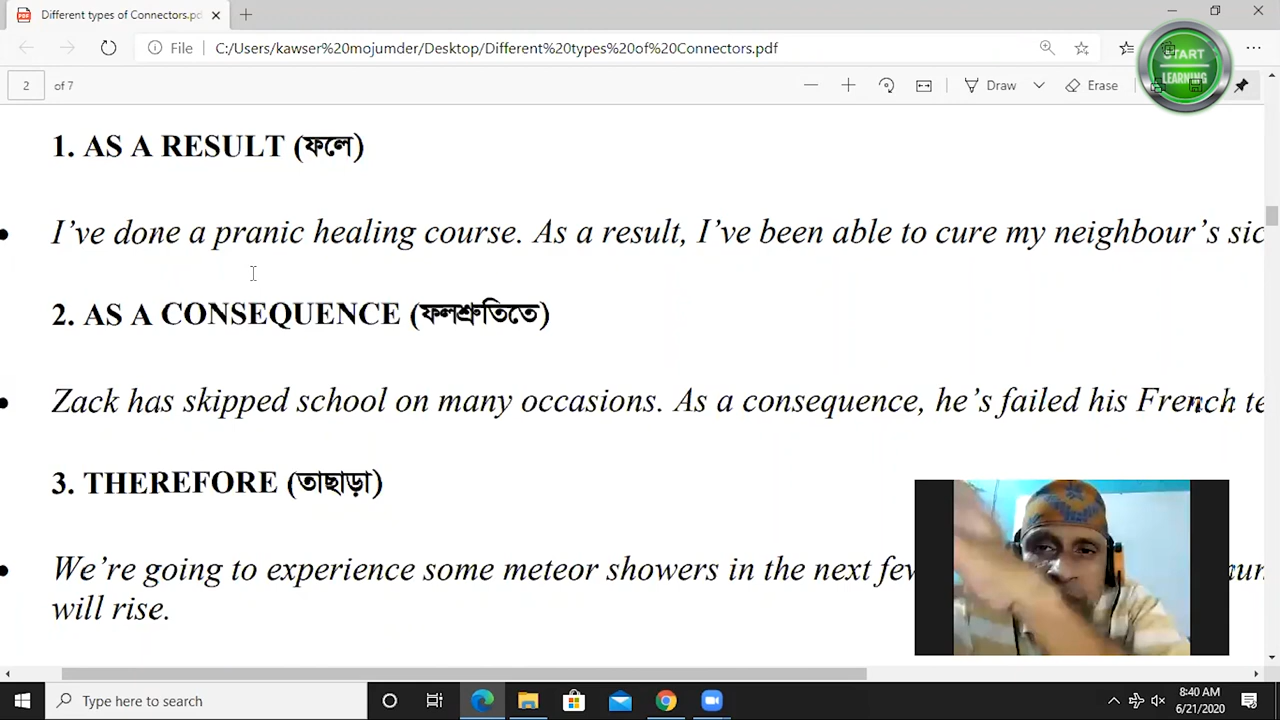 Different types of Connectors.pd
File
C:/Users/kawser%20mojumder/Desktop/Different%20types%20of%20Connectors.pdf
START
LEARNING
2 of 7
Draw
Erase
1. AS A RESULT (ফলে)
I’ve done a pranic healing course. As a result, I’ve been able to cure my neighbour’s sic
2. AS A CONSEQUENCE (ফলশ্রুতিতে)
Zack has skipped school on many occasions. As a consequence, he’s failed his French te
3. THEREFORE (তাছাড়া)
We’re going to experience some meteor showers in the next few
will rise.
Type here to search
8:40 AM
6/21/2020